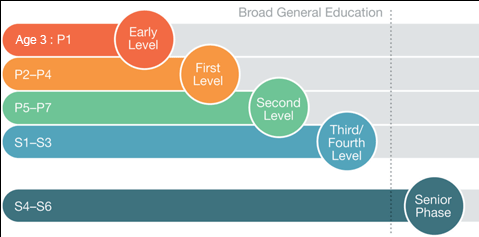 Broad General Education
Age 3 : P1
Early
Level
P2–P4
First
Level
P5–P7
Second
Level
S1–S3
Third/
Fourth
Level
S4–S6
Senior
Phase